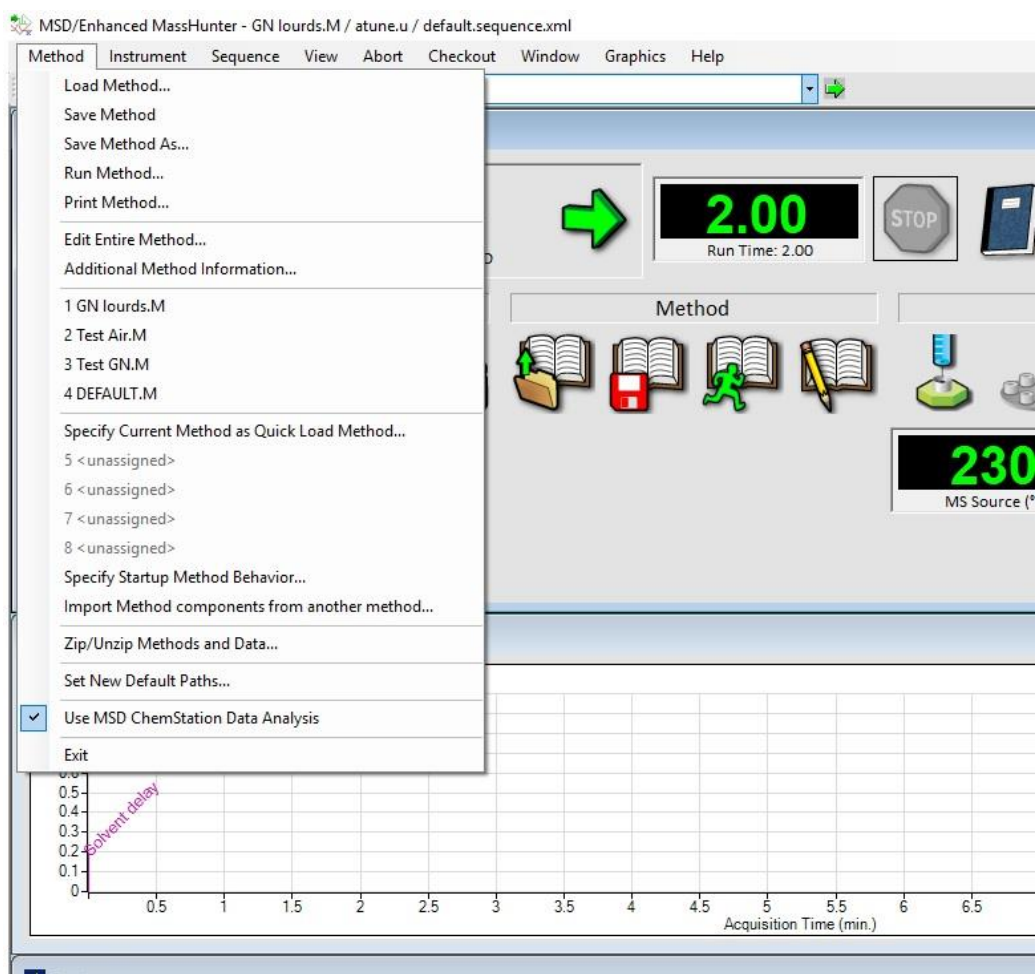 MSD/Enhanced MassHunter - GN lourds.M / atune.u / default.sequence.xml
Method Instrument Sequence View Abort Checkout Window Graphics Help
Load Method...
Save Method
Save Method As...
Run Method...
Print Method...
Edit Entire Method...
Additional Method Information...
1 GN lourds.M
2 Test Air.M
3 Test GN.M
4 DEFAULT.M
Specify Current Method as Quick Load Method...
5 <unassigned>
6 <unassigned>
7 <unassigned>
8 <unassigned>
Specify Startup Method Behavior...
Import Method components from another method...
Zip/Unzip Methods and Data...
Set New Default Paths...
Use MSD ChemStation Data Analysis
Exit
2.00
Run Time: 2.00
STOP
Method
230
MS Source (°
0.5
0.4
0.3
0.2
0.1
0
Solvent delay
0.5 1 1.5 2 2.5 3 3.5 4 4.5 5 5.5 6 6.5
Acquisition Time (min.)